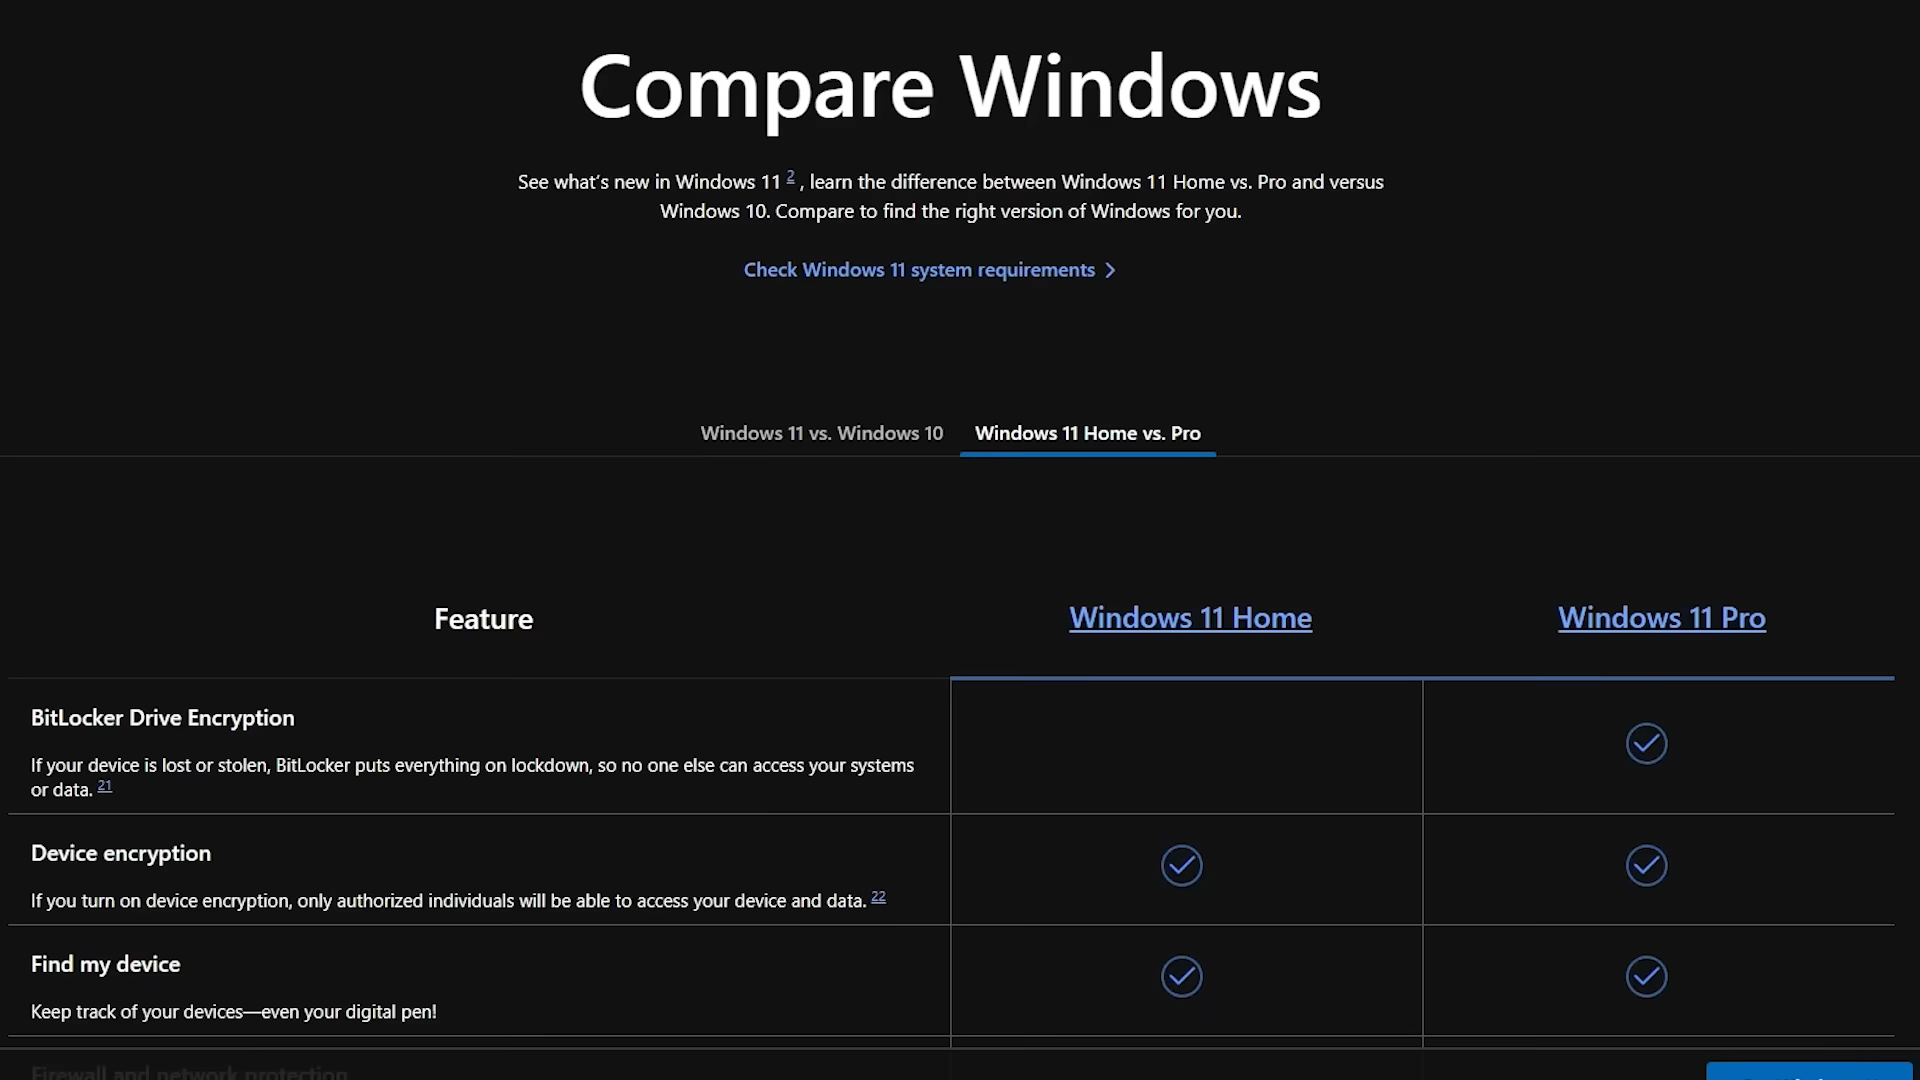 Compare Windows
See what's new in Windows 11 2 , learn the difference between Windows 11 Home vs. Pro and versus
Windows 10. Compare to find the right version of Windows for you.
Check Windows 11 system requirements
Windows 11 vs. Windows 10
Windows 11 Home vs. Pro
Feature
Windows 11 Home
Windows 11 Pro
BitLocker Drive Encryption
If your device is lost or stolen, BitLocker puts everything on lockdown, so no one else can access your systems
or data. 21
Device encryption
If you turn on device encryption, only authorized individuals will be able to access your device and data. 22
Find my device
Keep track of your devices—even your digital pen!
Firewall and network protection